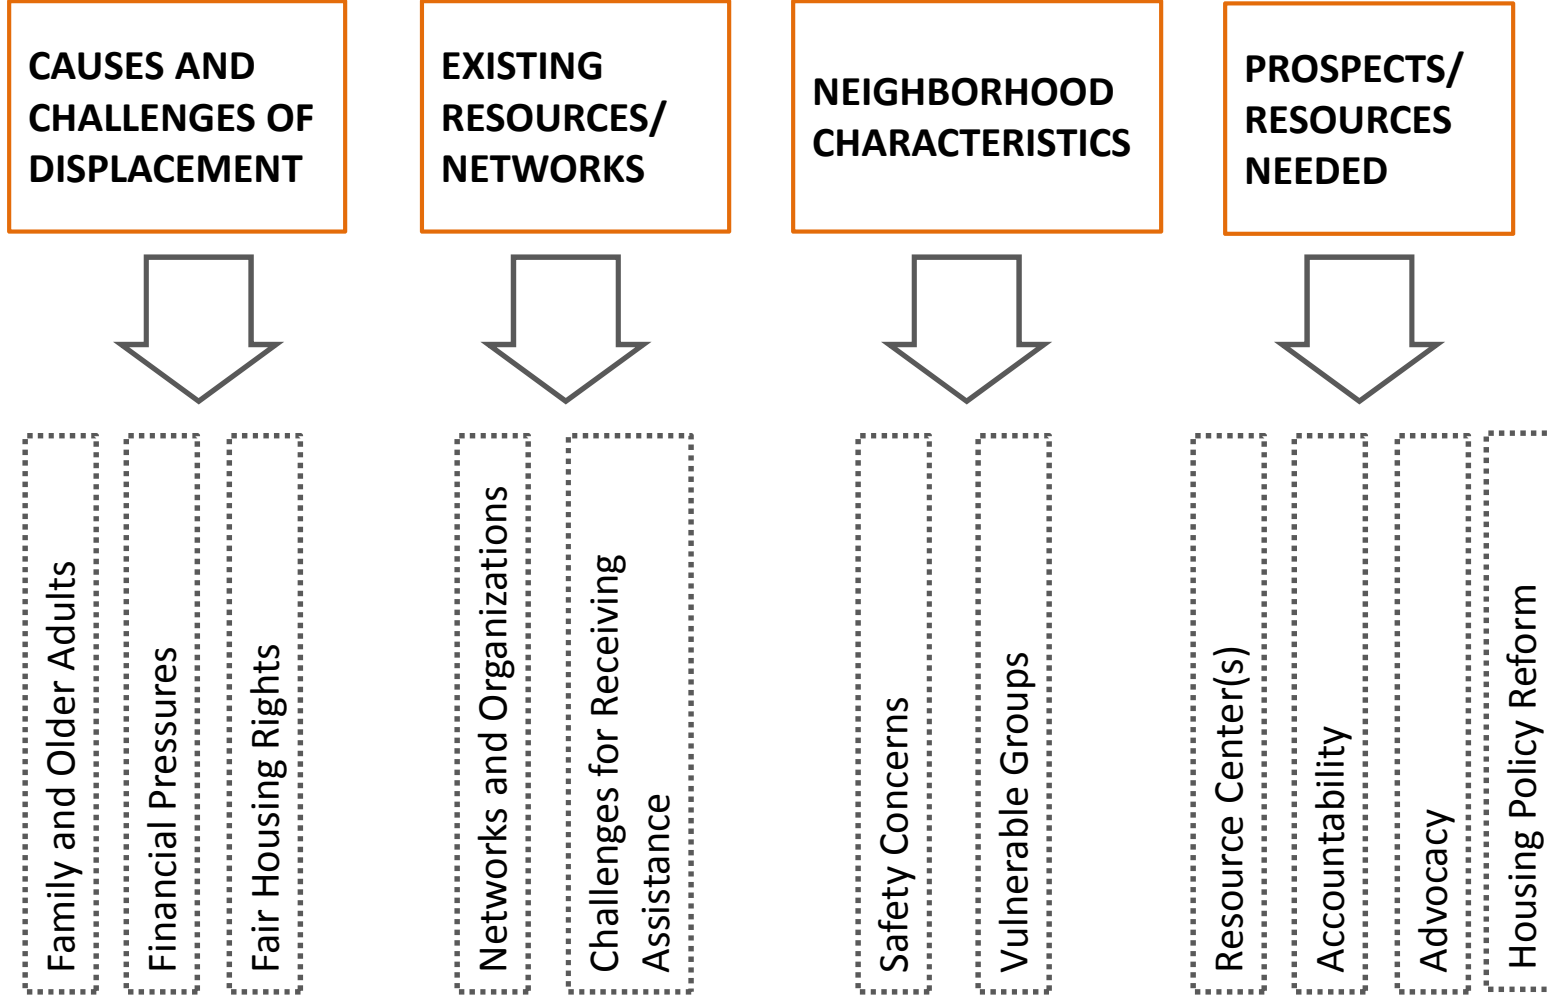 CAUSES AND
CHALLENGES OF
DISPLACEMENT
EXISTING
RESOURCES/
NETWORKS
NEIGHBORHOOD
CHARACTERISTICS
PROSPECTS/
RESOURCES
NEEDED
Family and Older Adults
Financial Pressures
Fair Housing Rights
Networks and Organizations
Challenges for Receiving
Assistance
Safety Concerns
Vulnerable Groups
Resource Center(s)
Accountability
Advocacy
Housing Policy Reform